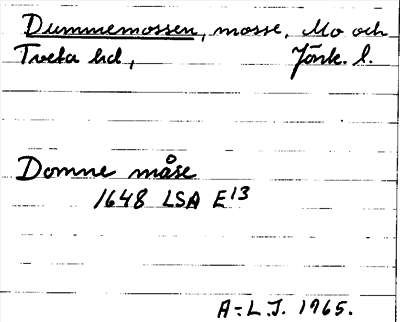 Dummemossen, mosse, Mo och
Tveta hd, Jönk. l.
Domne måse
1648 LSA E13
A=L.J. 1965.